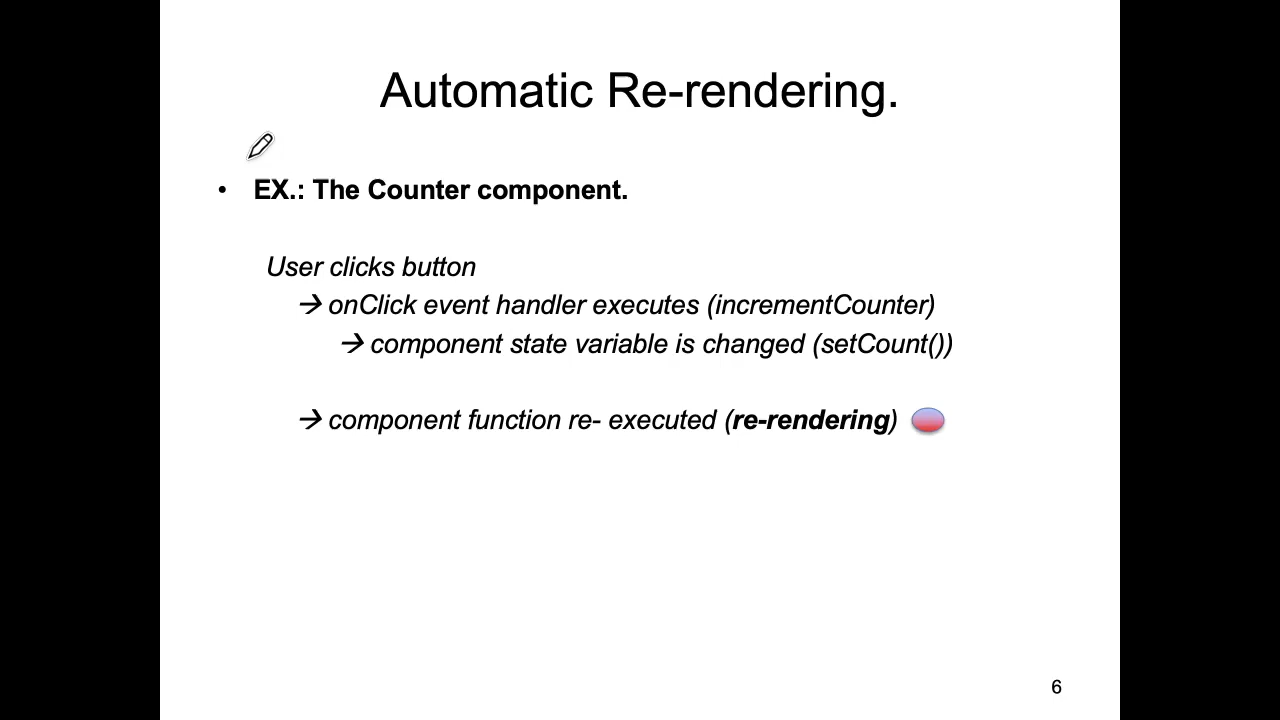 Automatic Re-rendering.
• EX.: The Counter component.
User clicks button
→ onClick event handler executes (incrementCounter)
→ component state variable is changed (setCount())
→ component function re- executed (re-rendering)
6